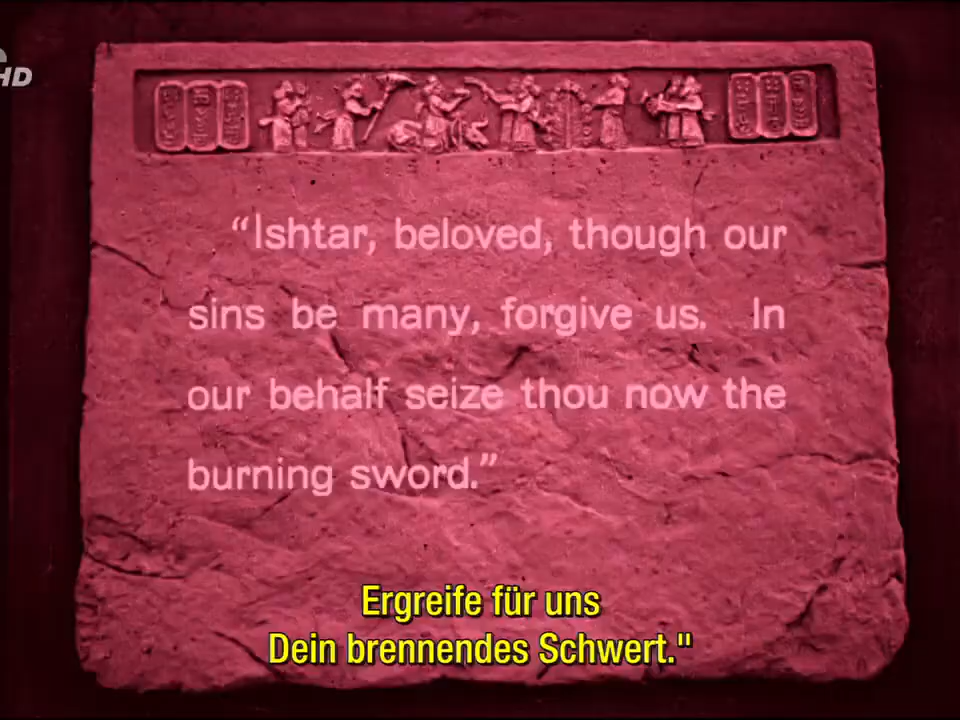 HD
“Ishtar, beloved, though our
sins be many, forgive us. In
our behalf seize thou now the
burning sword.”
Ergreife für uns
Dein brennendes Schwert."